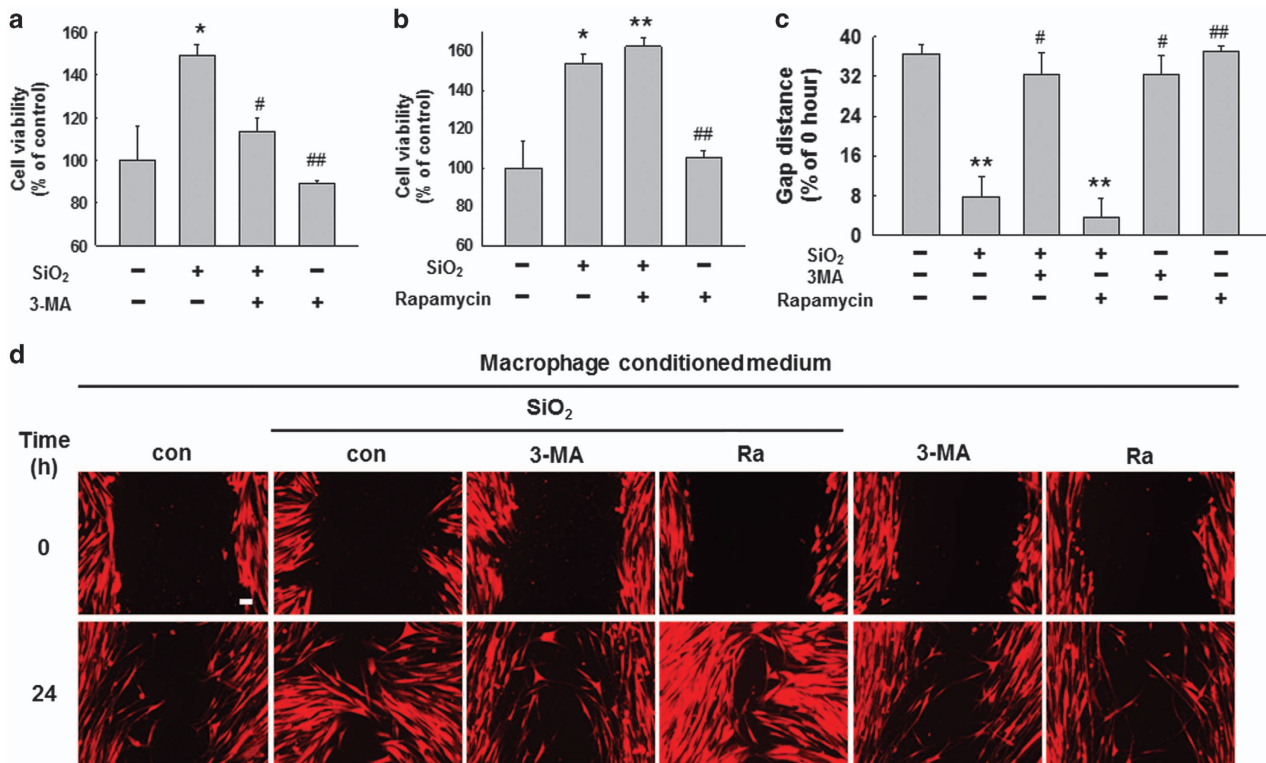 a
Cell viability
(% of control)
160
140
120
100
80
60
*
#
##
SiO₂ − + + −
3-MA − − + +
b
Cell viability
(% of control)
160
140
120
100
80
60
*
**
##
SiO₂ − + + −
Rapamycin − − + +
c
Gap distance
(% of 0 hour)
40
32
24
16
8
0
**
#
**
#
##
SiO₂ − + + + − −
3MA − − + − + −
Rapamycin − − − + − +
d
Macrophage conditioned medium
SiO₂
Time
(h)
con con 3-MA Ra 3-MA Ra
0
24